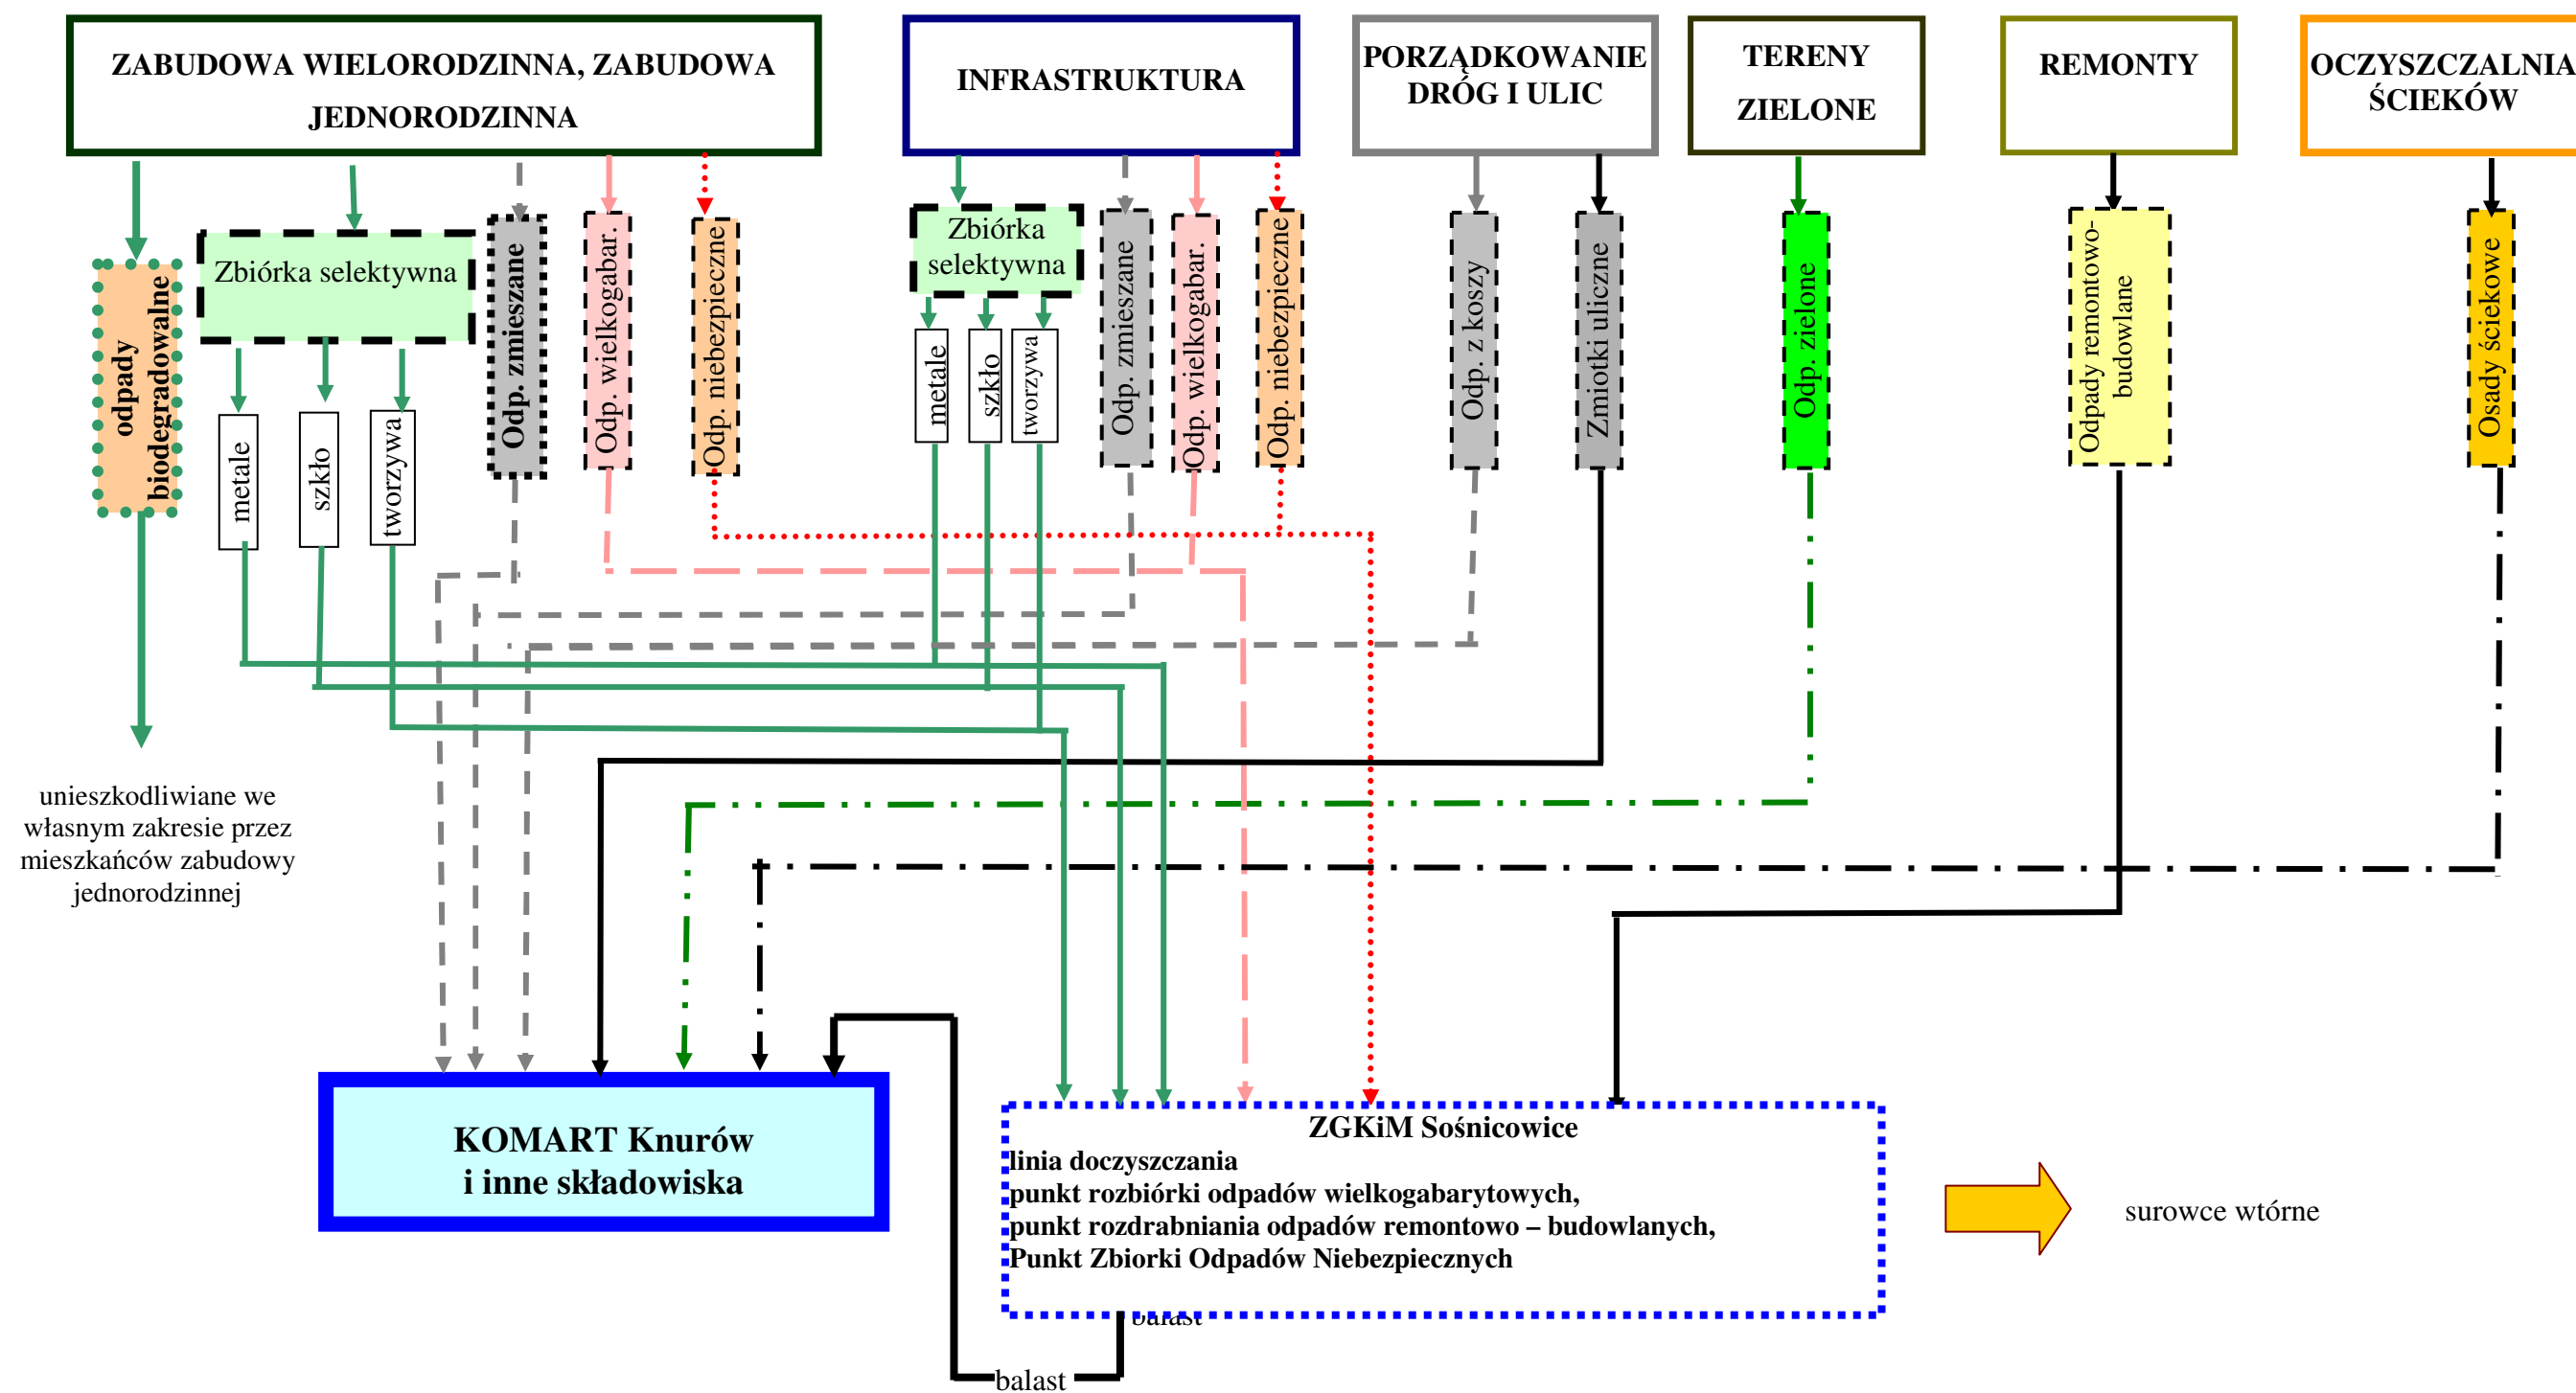 ZABUDOWA WIELORODZINNA, ZABUDOWA
JEDNORODZINNA
INFRASTRUKTURA
PORZĄDKOWANIE
DRÓG I ULIC
TERENY
ZIELONE
REMONTY
OCZYSZCZALNIA
ŚCIEKÓW
odpady
biodegradowalne
Zbiórka selektywna
metale
szkło
tworzywa
Odp. zmieszane
Odp. wielkogabar.
Odp. niebezpieczne
Zbiórka
selektywna
metale
szkło
tworzywa
Odp. zmieszane
Odp. wielkogabar.
Odp. niebezpieczne
Odp. z koszy
Zmiotki uliczne
Odp. zielone
Odpady remontowo-
budowlane
Osady ściekowe
unieszkodliwiane we
własnym zakresie przez
mieszkańców zabudowy
jednorodzinnej
KOMART Knurów
i inne składowiska
ZGKiM Sośnicowice
linia doczyszczania
punkt rozbiórki odpadów wielkogabarytowych,
punkt rozdrabniania odpadów remontowo – budowlanych,
Punkt Zbiorki Odpadów Niebezpiecznych
surowce wtórne
balast
balast